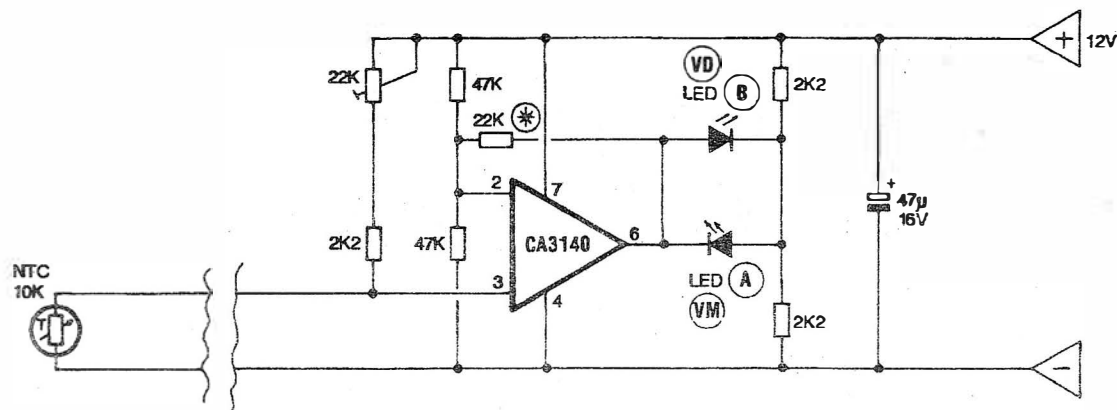 12V
22K
47K
VD
LED B
2K2
22K *
2
7
47µ
16V
+
2K2
47K
CA3140
6
NTC
10K
3
4
LED A
VM
2K2